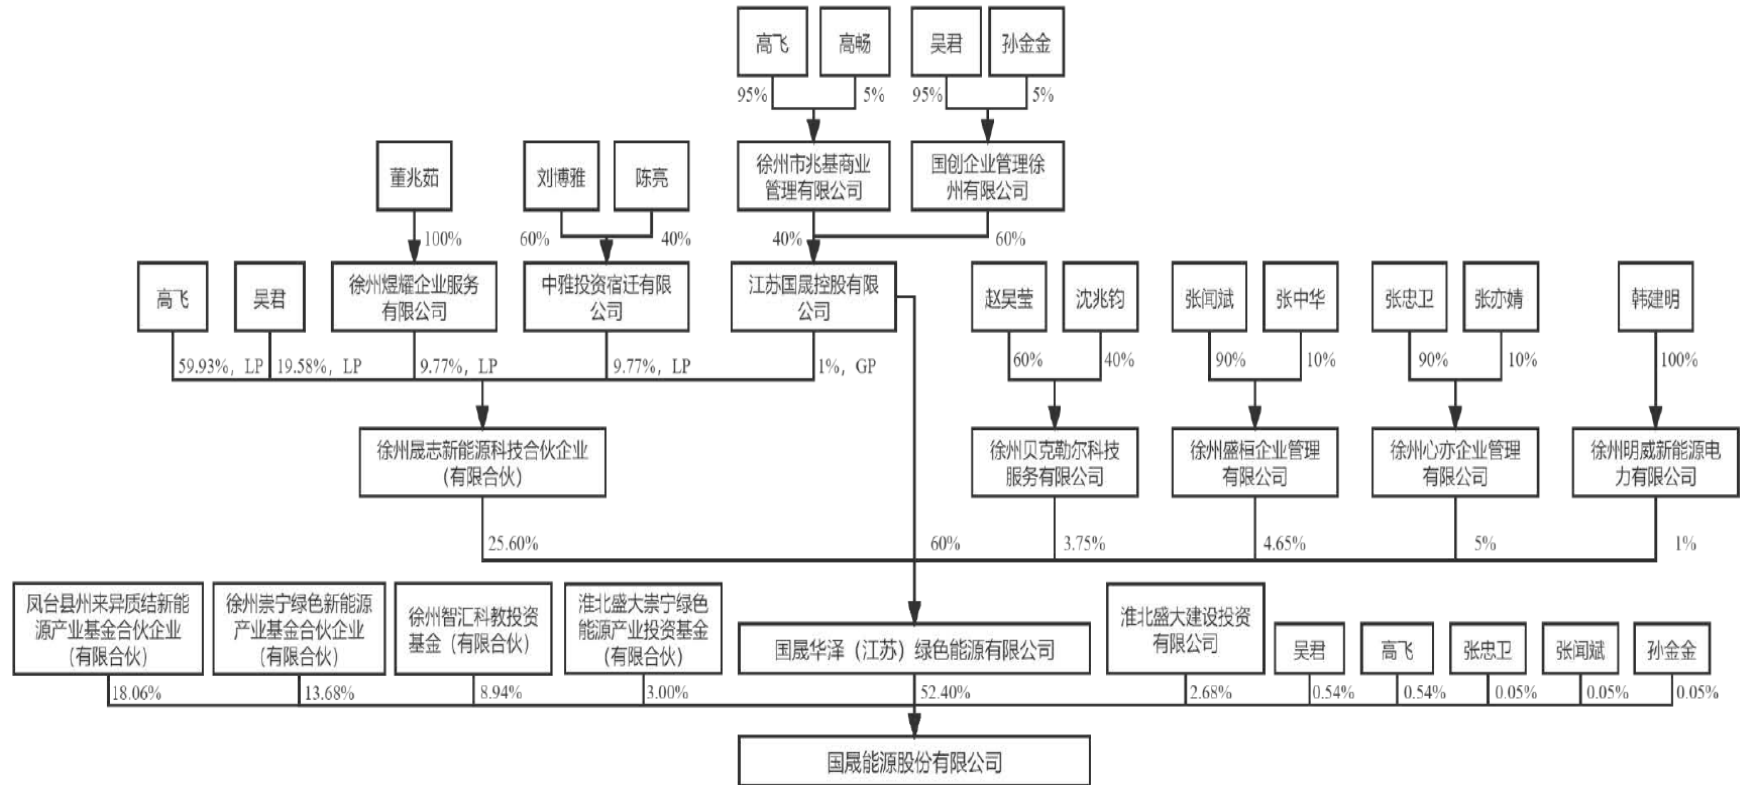 高飞
高畅
吴君
孙金金
95%
5%
95%
5%
董兆茹
刘博雅
陈亮
徐州市兆基商业
管理有限公司
国创企业管理徐
州有限公司
100%
60%
40%
40%
60%
高飞
吴君
徐州煜耀企业服务
有限公司
中雅投资宿迁有限
公司
江苏国晟控股有限
公司
赵昊莹
沈兆钧
张闻斌
张中华
张忠卫
张亦婧
韩建明
59.93%，LP
19.58%，LP
9.77%，LP
9.77%，LP
1%，GP
60%
40%
90%
10%
90%
10%
100%
徐州晟志新能源科技合伙企业
（有限合伙）
徐州贝克勒尔科技
服务有限公司
徐州盛桓企业管理
有限公司
徐州心亦企业管理
有限公司
徐州明威新能源电
力有限公司
25.60%
60%
3.75%
4.65%
5%
1%
凤台县州来异质结新能
源产业基金合伙企业
（有限合伙）
徐州崇宁绿色新能源
产业基金合伙企业
（有限合伙）
徐州智汇科教投资
基金（有限合伙）
淮北盛大崇宁绿色
能源产业投资基金
（有限合伙）
国晟华泽（江苏）绿色能源有限公司
淮北盛大建设投资
有限公司
吴君
高飞
张忠卫
张闻斌
孙金金
18.06%
13.68%
8.94%
3.00%
52.40%
2.68%
0.54%
0.54%
0.05%
0.05%
0.05%
国晟能源股份有限公司